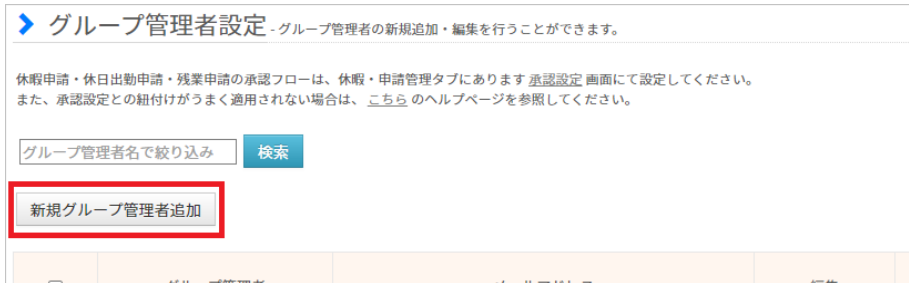 グループ管理者設定 - グループ管理者の新規追加・編集を行うことができます。
休暇申請・休日出勤申請・残業申請の承認フローは、休暇・申請管理タブにあります 承認設定 画面にて設定してください。
また、承認設定との紐付けがうまく適用されない場合は、 こちら のヘルプページを参照してください。
グループ管理者名で絞り込み 検索
新規グループ管理者追加